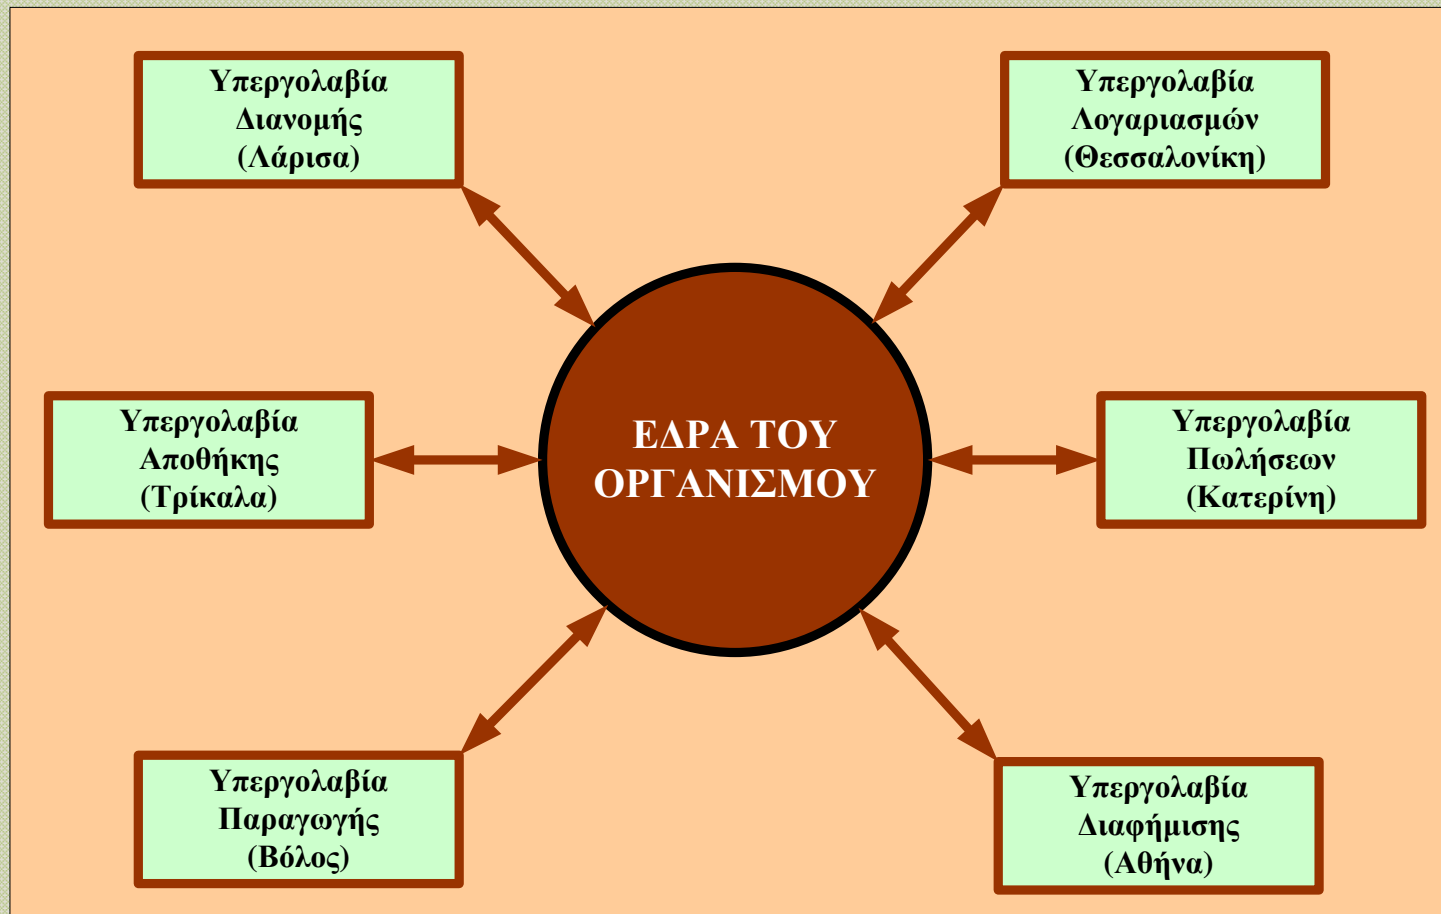 Υπεργολαβία
Διανομής
(Λάρισα)
Υπεργολαβία
Λογαριασμών
(Θεσσαλονίκη)
Υπεργολαβία
Αποθήκης
(Τρίκαλα)
ΕΔΡΑ ΤΟΥ
ΟΡΓΑΝΙΣΜΟΥ
Υπεργολαβία
Πωλήσεων
(Κατερίνη)
Υπεργολαβία
Παραγωγής
(Βόλος)
Υπεργολαβία
Διαφήμισης
(Αθήνα)